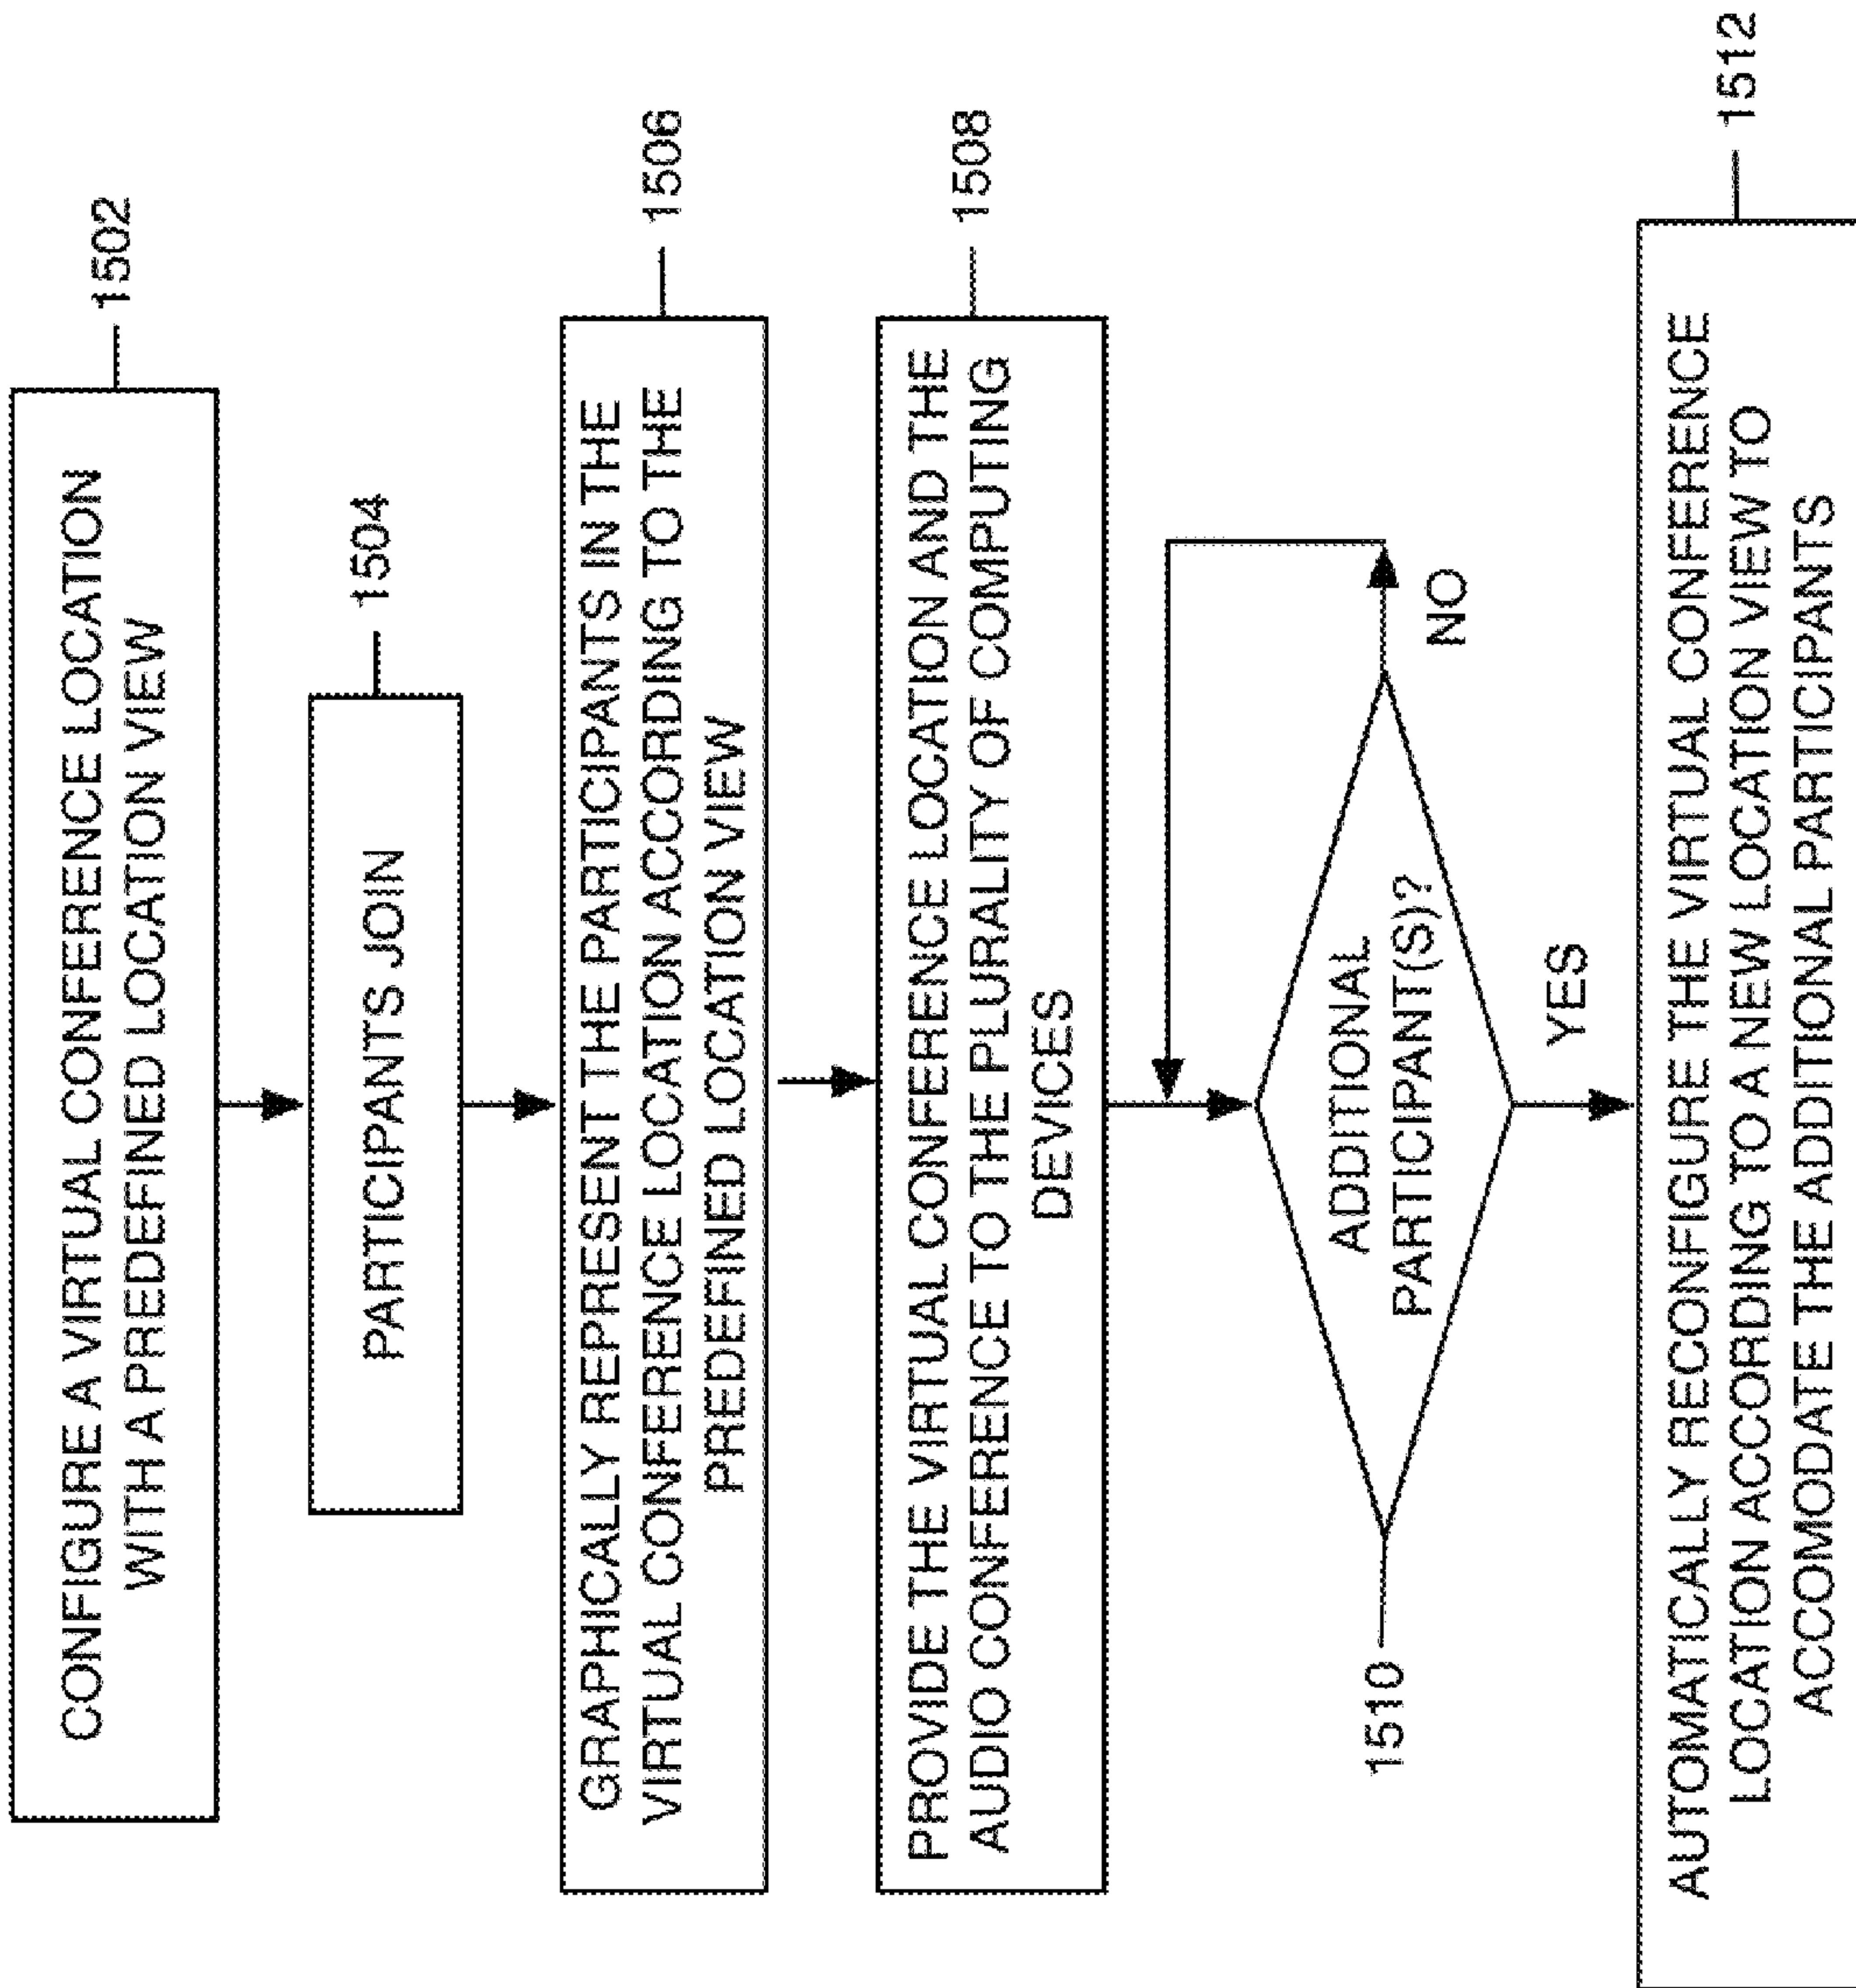 CONFIGURE A VIRTUAL CONFERENCE LOCATION
WITH A PREDEFINED LOCATION VIEW
1502
PARTICIPANTS JOIN
1504
GRAPHICALLY REPRESENT THE PARTICIPANTS IN THE
VIRTUAL CONFERENCE LOCATION ACCORDING TO THE
PREDEFINED LOCATION VIEW
1506
PROVIDE THE VIRTUAL CONFERENCE LOCATION AND THE
AUDIO CONFERENCE TO THE PLURALITY OF COMPUTING
DEVICES
1508
1510
ADDITIONAL
PARTICIPANT(S)?
NO
YES
AUTOMATICALLY RECONFIGURE THE VIRTUAL CONFERENCE
LOCATION ACCORDING TO A NEW LOCATION VIEW TO
ACCOMODATE THE ADDITIONAL PARTICIPANTS
1512